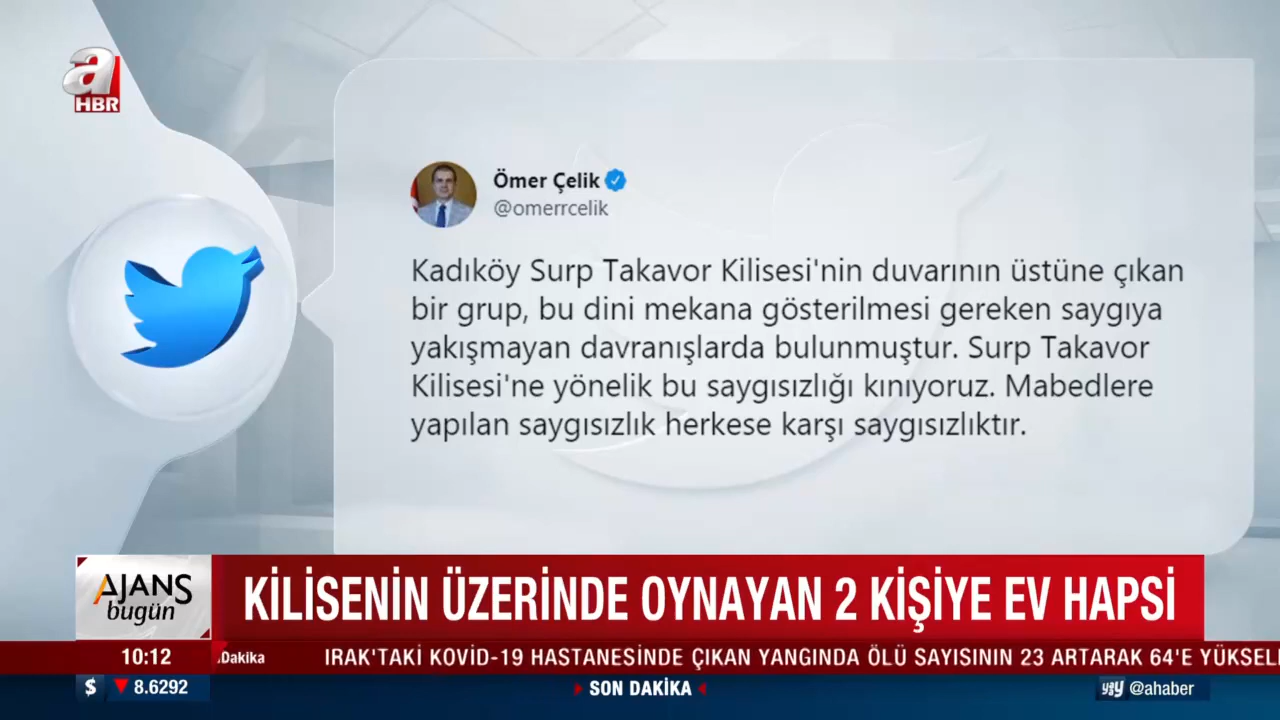 a
HBR
Ömer Çelik
@omerrcelik
Kadıköy Surp Takavor Kilisesi'nin duvarının üstüne çıkan
bir grup, bu dini mekana gösterilmesi gereken saygıya
yakışmayan davranışlarda bulunmuştur. Surp Takavor
Kilisesi'ne yönelik bu saygısızlığı kınıyoruz. Mabedlere
yapılan saygısızlık herkese karşı saygısızlıktır.
AJANS
bugün
KİLİSENİN ÜZERİNDE OYNAYAN 2 KİŞİYE EV HAPSİ
10:12
Dakika
IRAK'TAKİ KOVİD-19 HASTANESİNDE ÇIKAN YANGINDA ÖLÜ SAYISININ 23 ARTARAK 64'E YÜKSEL
$ 8.6292
SON DAKİKA
@ahaber